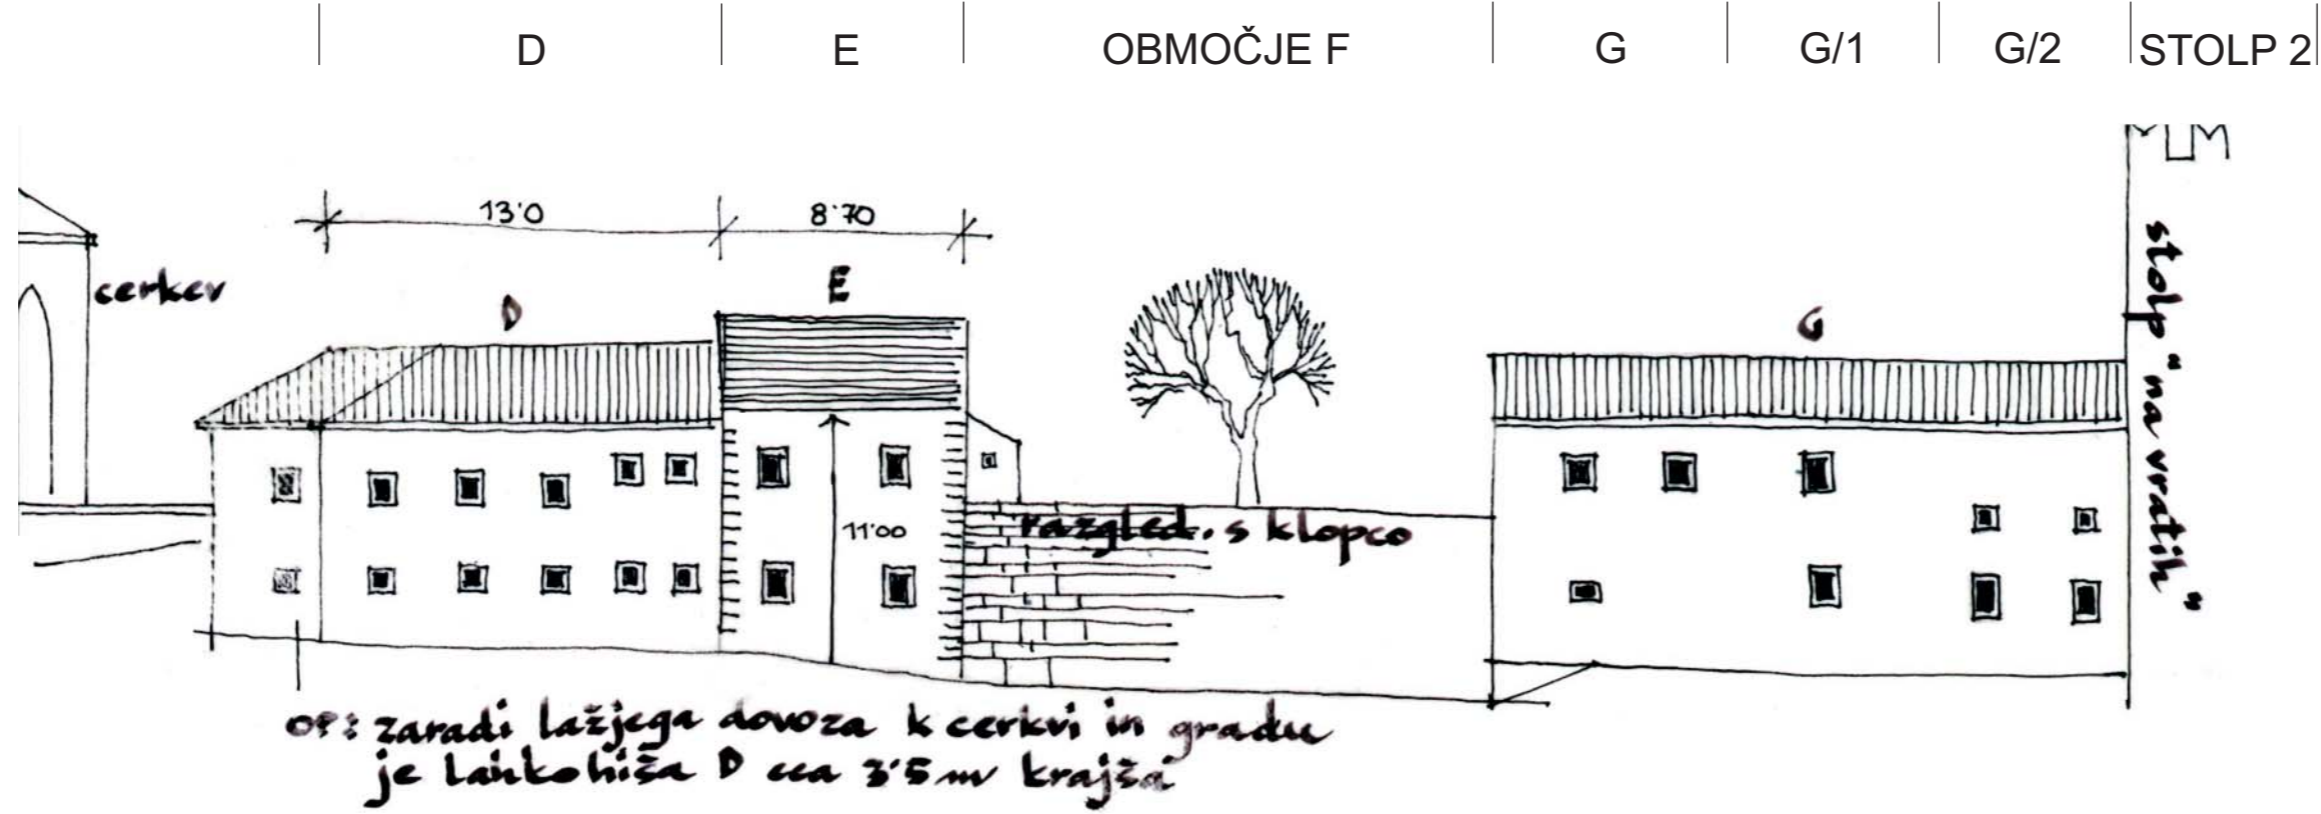 D E OBMOČJE F G G/1 G/2 STOLP 2
13'0 8'70
cerkev
D
E
G
stolp "na vratih"
11'00
razgled. s klopco
OP: zaradi lažjega dovoza k cerkvi in gradu
je lahko hiša D cca 3'5 m krajša